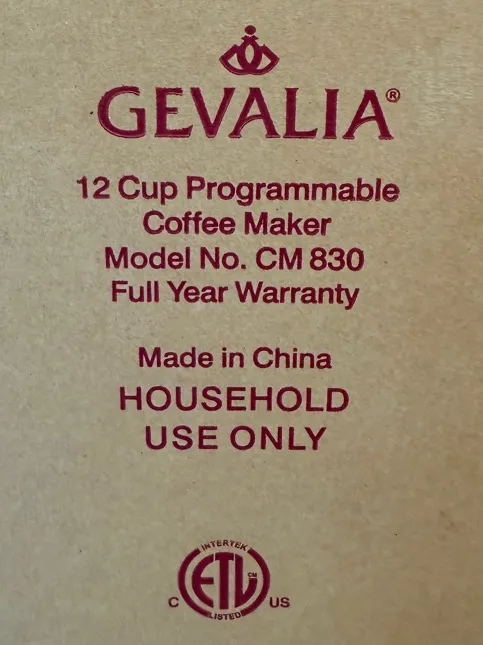 GEVALIA®
12 Cup Programmable
Coffee Maker
Model No. CM 830
Full Year Warranty
Made in China
HOUSEHOLD
USE ONLY
INTERTEK
ETL CM
C US
LISTED